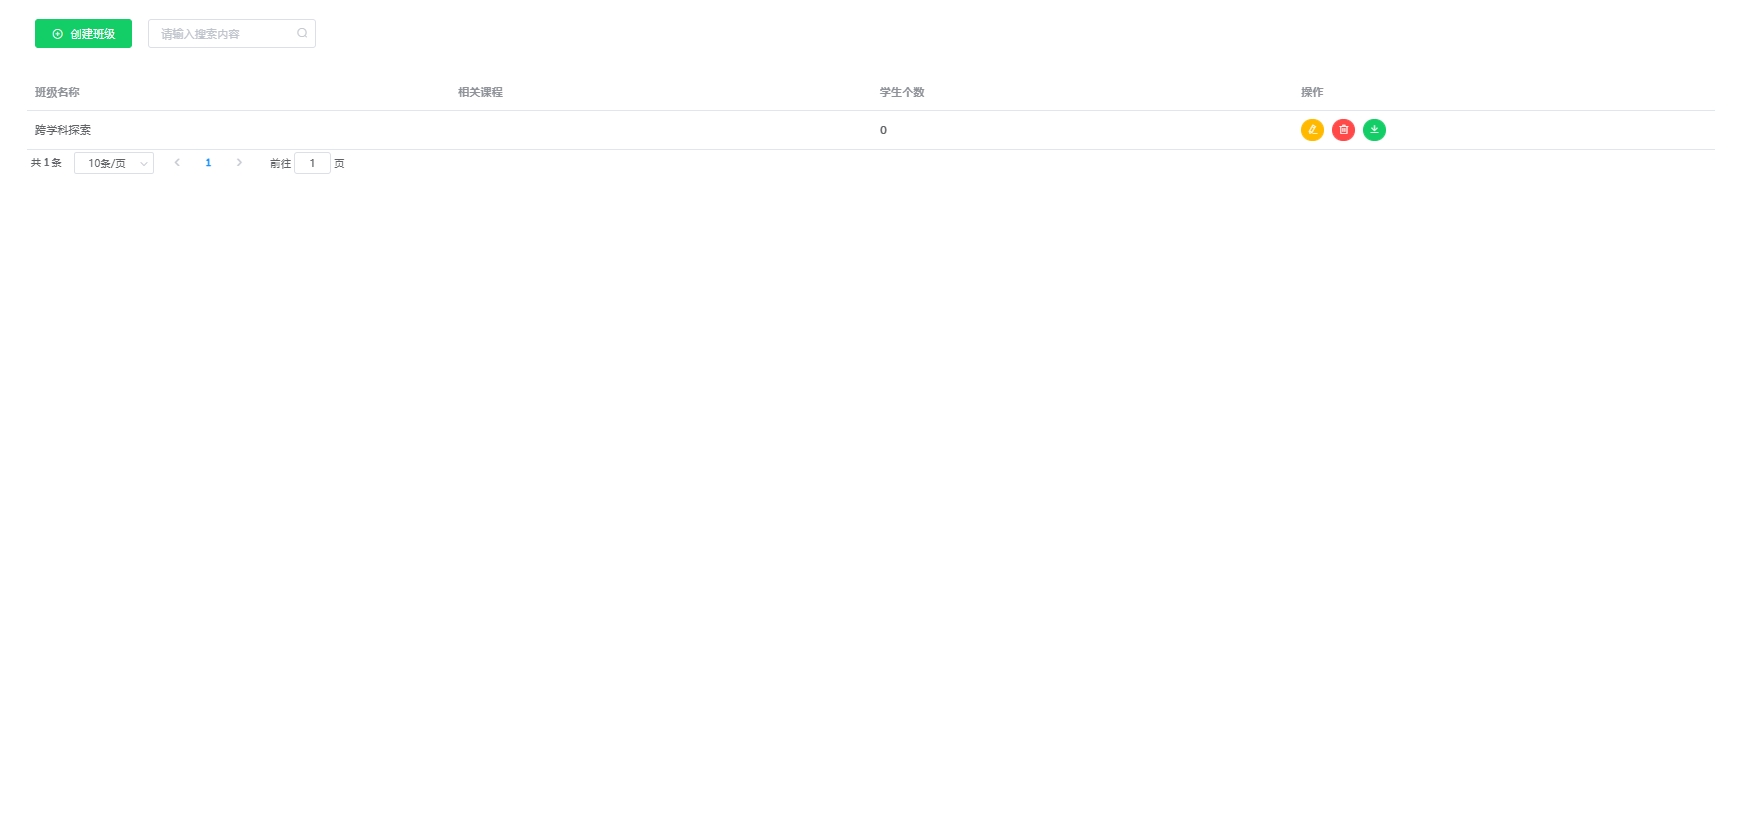 创建班级 请输入搜索内容
班级名称 相关课程 学生个数 操作
跨学科探索 0
共 1 条 10条/页 1 前往 1 页